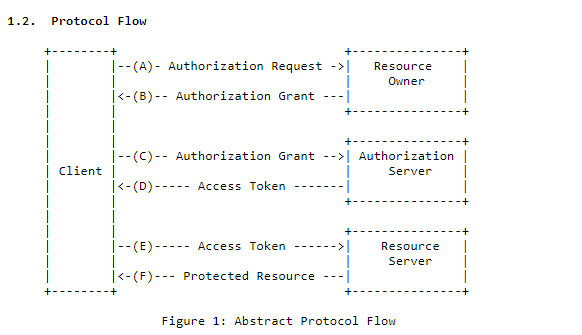 1.2. Protocol Flow
+--------+                               +---------------+
|        |--(A)- Authorization Request ->|   Resource    |
|        |                               |     Owner     |
|        |<-(B)-- Authorization Grant ---|               |
|        |                               +---------------+
|        |
|        |                               +---------------+
|        |--(C)-- Authorization Grant -->| Authorization |
| Client |                               |     Server    |
|        |<-(D)----- Access Token -------|               |
|        |                               +---------------+
|        |
|        |                               +---------------+
|        |--(E)----- Access Token ------>|    Resource   |
|        |                               |     Server    |
|        |<-(F)--- Protected Resource ---|               |
+--------+                               +---------------+
Figure 1: Abstract Protocol Flow